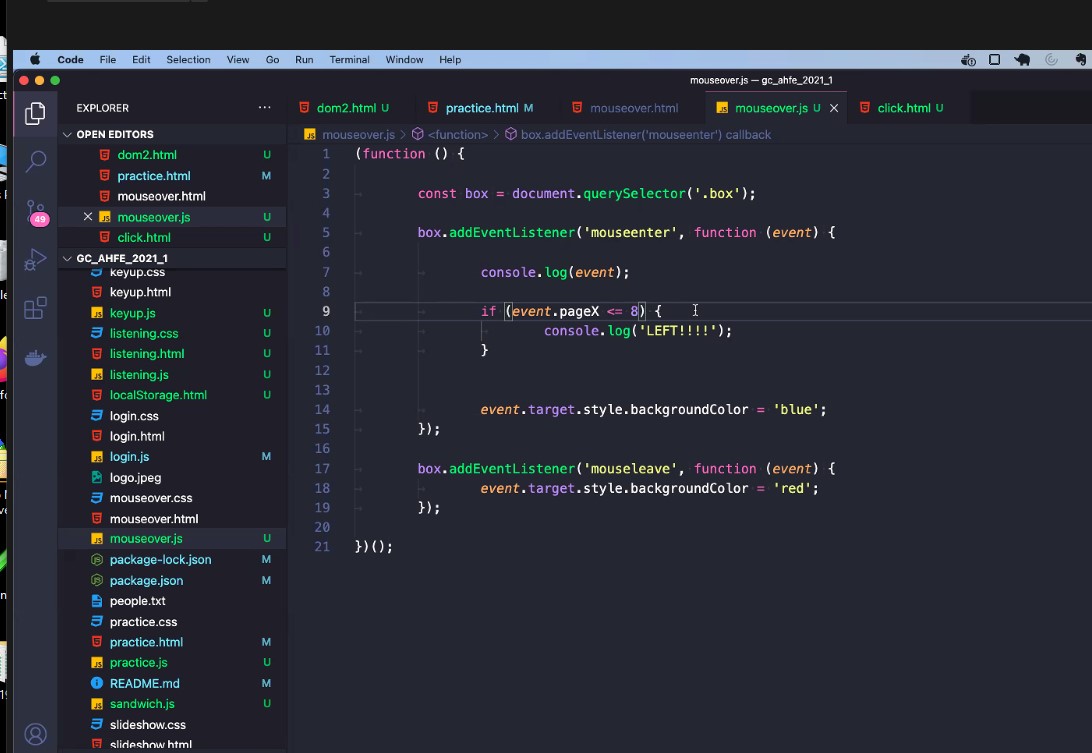 Code File Edit Selection View Go Run Terminal Window Help
mouseover.js — gc_ahfe_2021_1
EXPLORER ...
dom2.html U
practice.html M
mouseover.html
mouseover.js U
click.html U
OPEN EDITORS
dom2.html U
practice.html M
mouseover.html
mouseover.js U
click.html U
49
GC_AHFE_2021_1
keyup.css
keyup.html
keyup.js U
listening.css U
listening.html U
listening.js U
localStorage.html U
login.css
login.html
login.js M
logo.jpeg
mouseover.css
mouseover.html
mouseover.js U
package-lock.json M
package.json M
people.txt
practice.css
practice.html M
practice.js U
README.md M
sandwich.js U
slideshow.css
slideshow.html
JS mouseover.js > <function> > box.addEventListener('mouseenter') callback
1 (function () {
2
3 const box = document.querySelector('.box');
4
5 box.addEventListener('mouseenter', function (event) {
6
7 console.log(event);
8
9 if (event.pageX <= 8) {
10 console.log('LEFT!!!!');
11 }
12
13
14 event.target.style.backgroundColor = 'blue';
15 });
16
17 box.addEventListener('mouseleave', function (event) {
18 event.target.style.backgroundColor = 'red';
19 });
20
21 })();